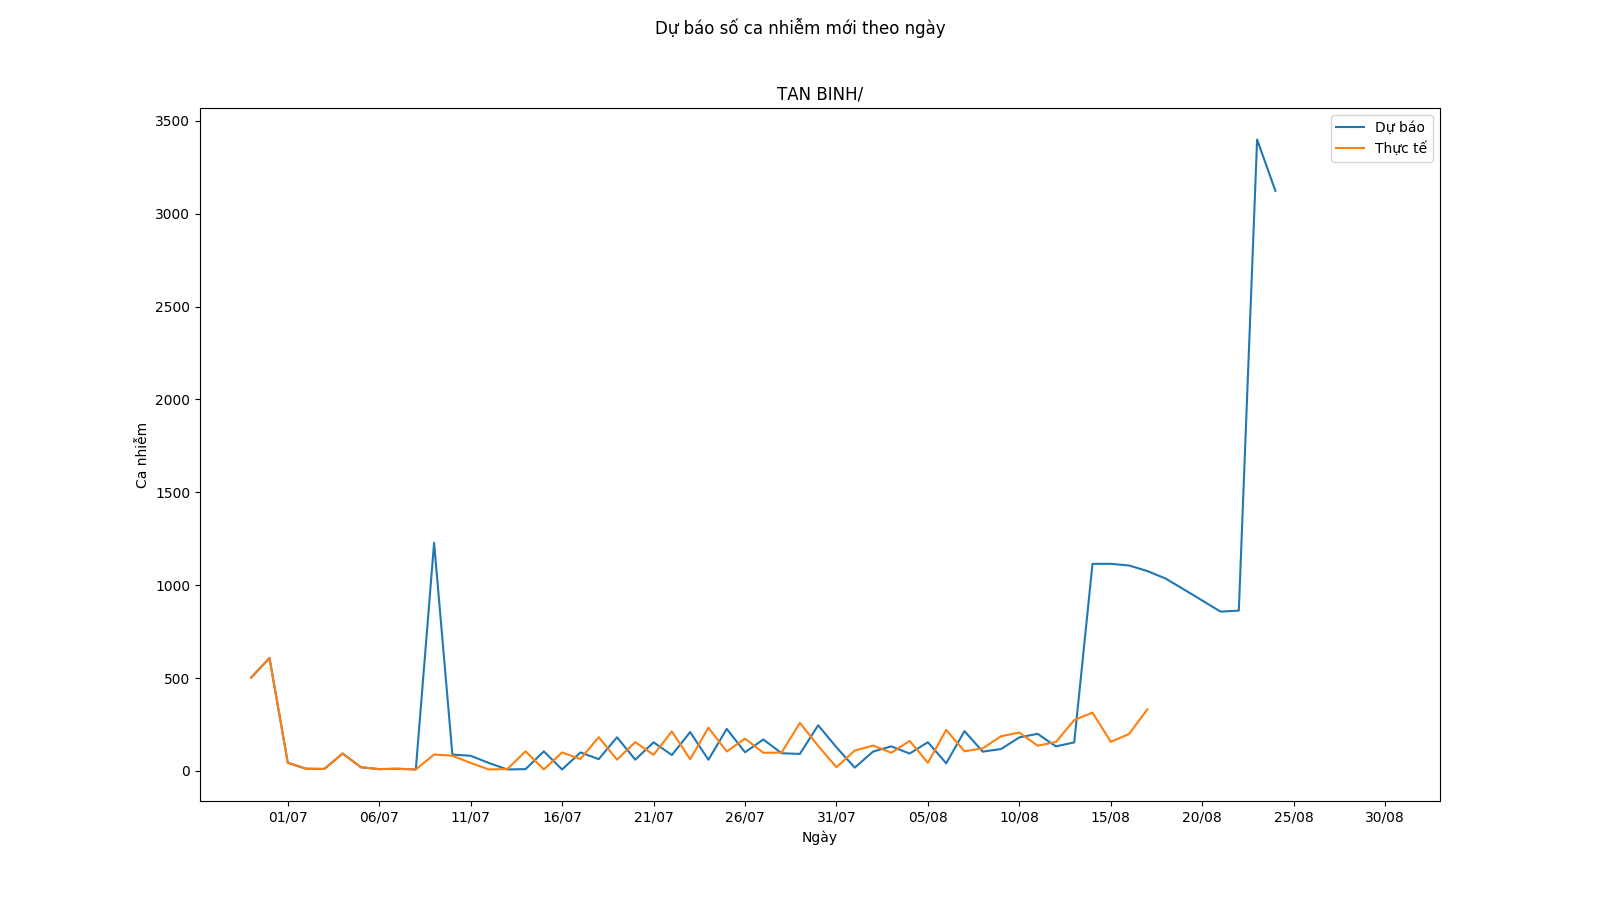 Dự báo số ca nhiễm mới theo ngày
TAN BINH/
Dự báo
Thực tế
3500
3000
2500
2000
1500
1000
500
0
Ca nhiễm
01/07 06/07 11/07 16/07 21/07 26/07 31/07 05/08 10/08 15/08 20/08 25/08 30/08
Ngày